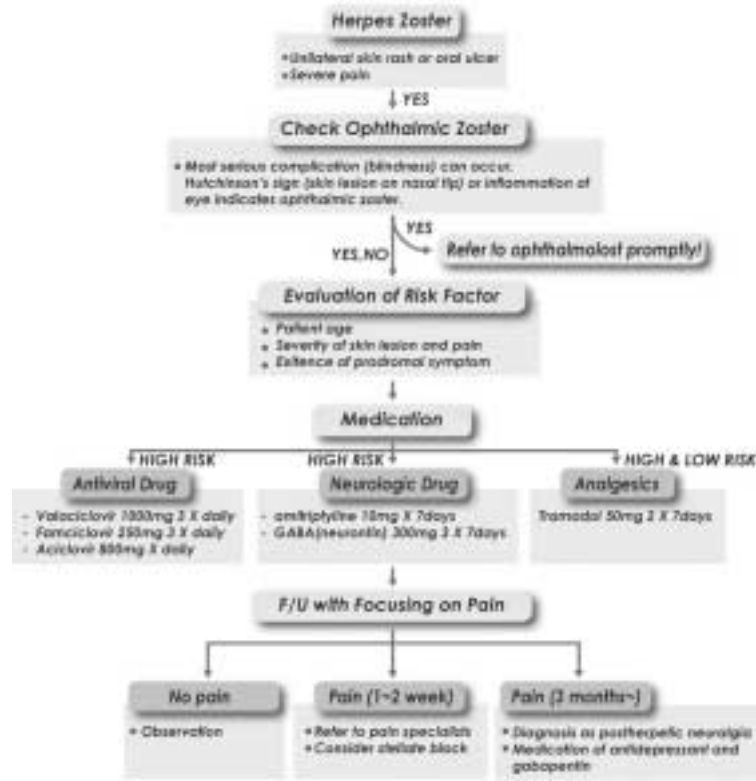 Herpes Zoster
• Unilateral skin rash or oral ulcer
• Severe pain
YES
Check Ophthalmic Zoster
• Most serious complication (blindness) can occur.
Hutchinson's sign (skin lesion on nasal tip) or inflammation of
eye indicates ophthalmic zoster.
YES
YES,NO
Refer to ophthalmolost promptly!
Evaluation of Risk Factor
• Patient age
• Severity of skin lesion and pain
• Exitence of prodromal symptom
Medication
HIGH RISK
HIGH RISK
HIGH & LOW RISK
Antiviral Drug
Neurologic Drug
Analgesics
- Valaciclovir 1000mg 3 X daily
- Famciclovir 250mg 3 X daily
- Aciclovir 800mg X daily
- amitriptyline 10mg X 7days
- GABA(neurontin) 300mg 3 X 7days
Tramadol 50mg 2 X 7days
F/U with Focusing on Pain
No pain
Pain (1~2 week)
Pain (3 months~)
• Observation
• Refer to pain specialists
• Consider stellate block
• Diagnosis as postherpetic neuralgia
• Medication of antidepressant and
gabapentin